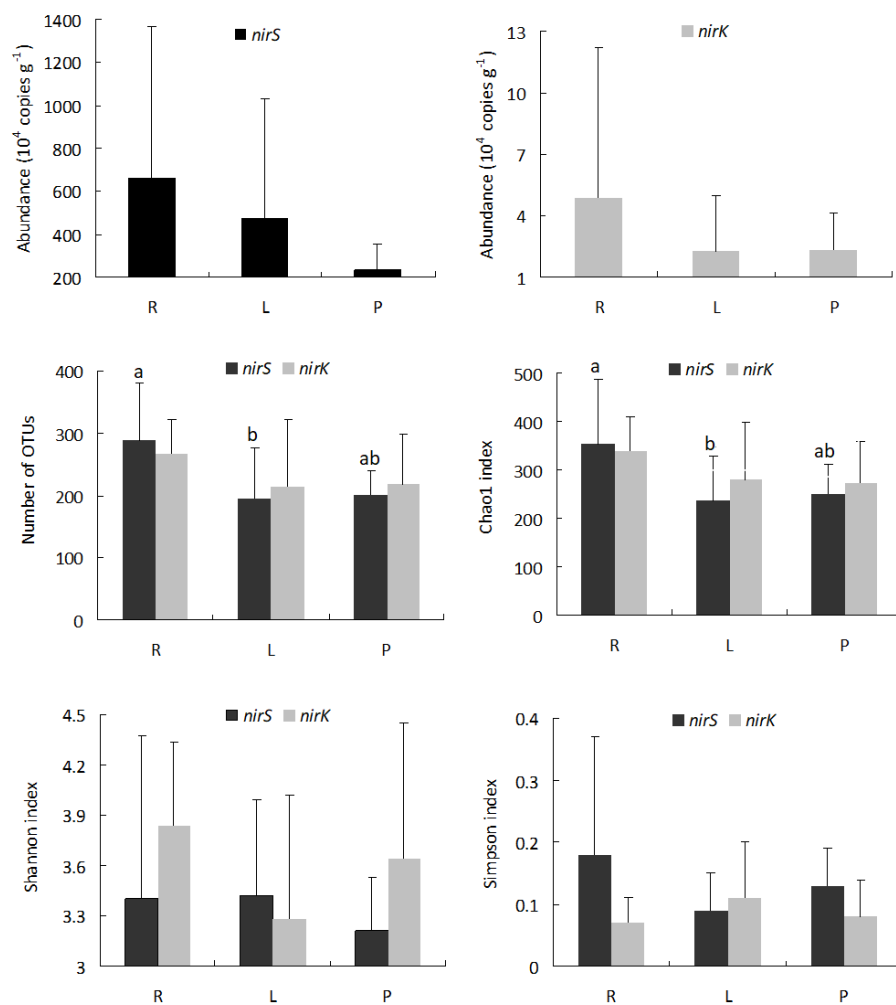 Abundance (10⁴ copies g⁻¹)
1400
1200
1000
800
600
400
200
nirS
R L P
Abundance (10⁴ copies g⁻¹)
13
10
7
4
1
nirK
R L P
Number of OTUs
400
300
200
100
0
nirS nirK
a
b
ab
R L P
Chao1 index
500
400
300
200
100
0
nirS nirK
a
b
ab
R L P
Shannon index
4.5
4.2
3.9
3.6
3.3
3
nirS nirK
R L P
Simpson index
0.4
0.3
0.2
0.1
0
nirS nirK
R L P